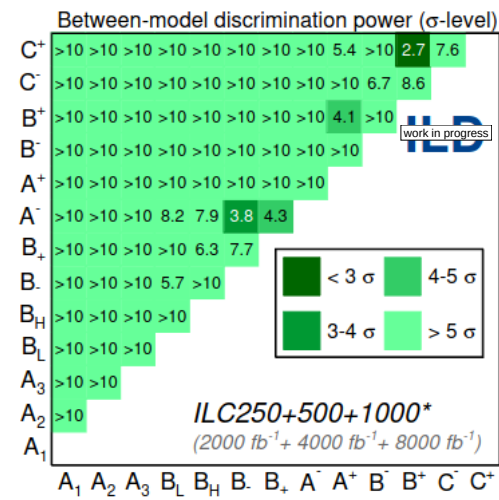 Between-model discrimination power (σ-level)
C⁺ >10 >10 >10 >10 >10 >10 >10 >10 5.4 >10 2.7 7.6
C⁻ >10 >10 >10 >10 >10 >10 >10 >10 >10 6.7 8.6
B⁺ >10 >10 >10 >10 >10 >10 >10 >10 4.1 >10
ILD
work in progress
B⁻ >10 >10 >10 >10 >10 >10 >10 >10 >10
A⁺ >10 >10 >10 >10 >10 >10 >10 >10
A⁻ >10 >10 >10 8.2 7.9 3.8 4.3
B₊ >10 >10 >10 >10 6.3 7.7
B₋ >10 >10 >10 5.7 >10
B_H >10 >10 >10 >10
B_L >10 >10 >10
A₃ >10 >10
A₂ >10
A₁
< 3 σ 4-5 σ
3-4 σ > 5 σ
ILC250+500+1000*
(2000 fb⁻¹+ 4000 fb⁻¹+ 8000 fb⁻¹)
A₁ A₂ A₃ B_L B_H B₋ B₊ A⁻ A⁺ B⁻ B⁺ C⁻ C⁺